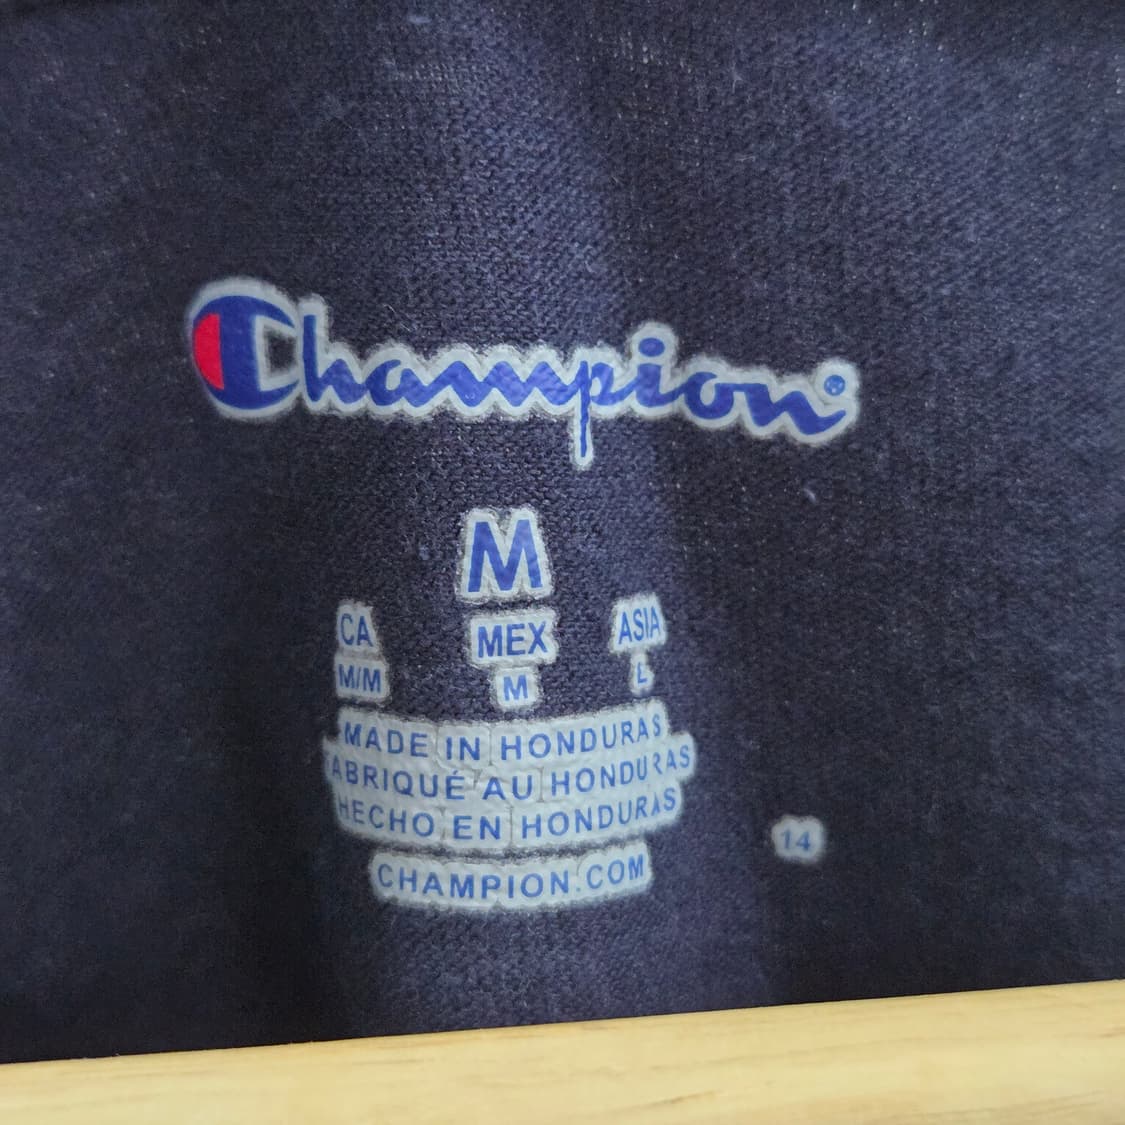 Champion®
M
CA MEX ASIA
M/M M L
MADE IN HONDURAS
FABRIQUÉ AU HONDURAS
HECHO EN HONDURAS
14
CHAMPION.COM